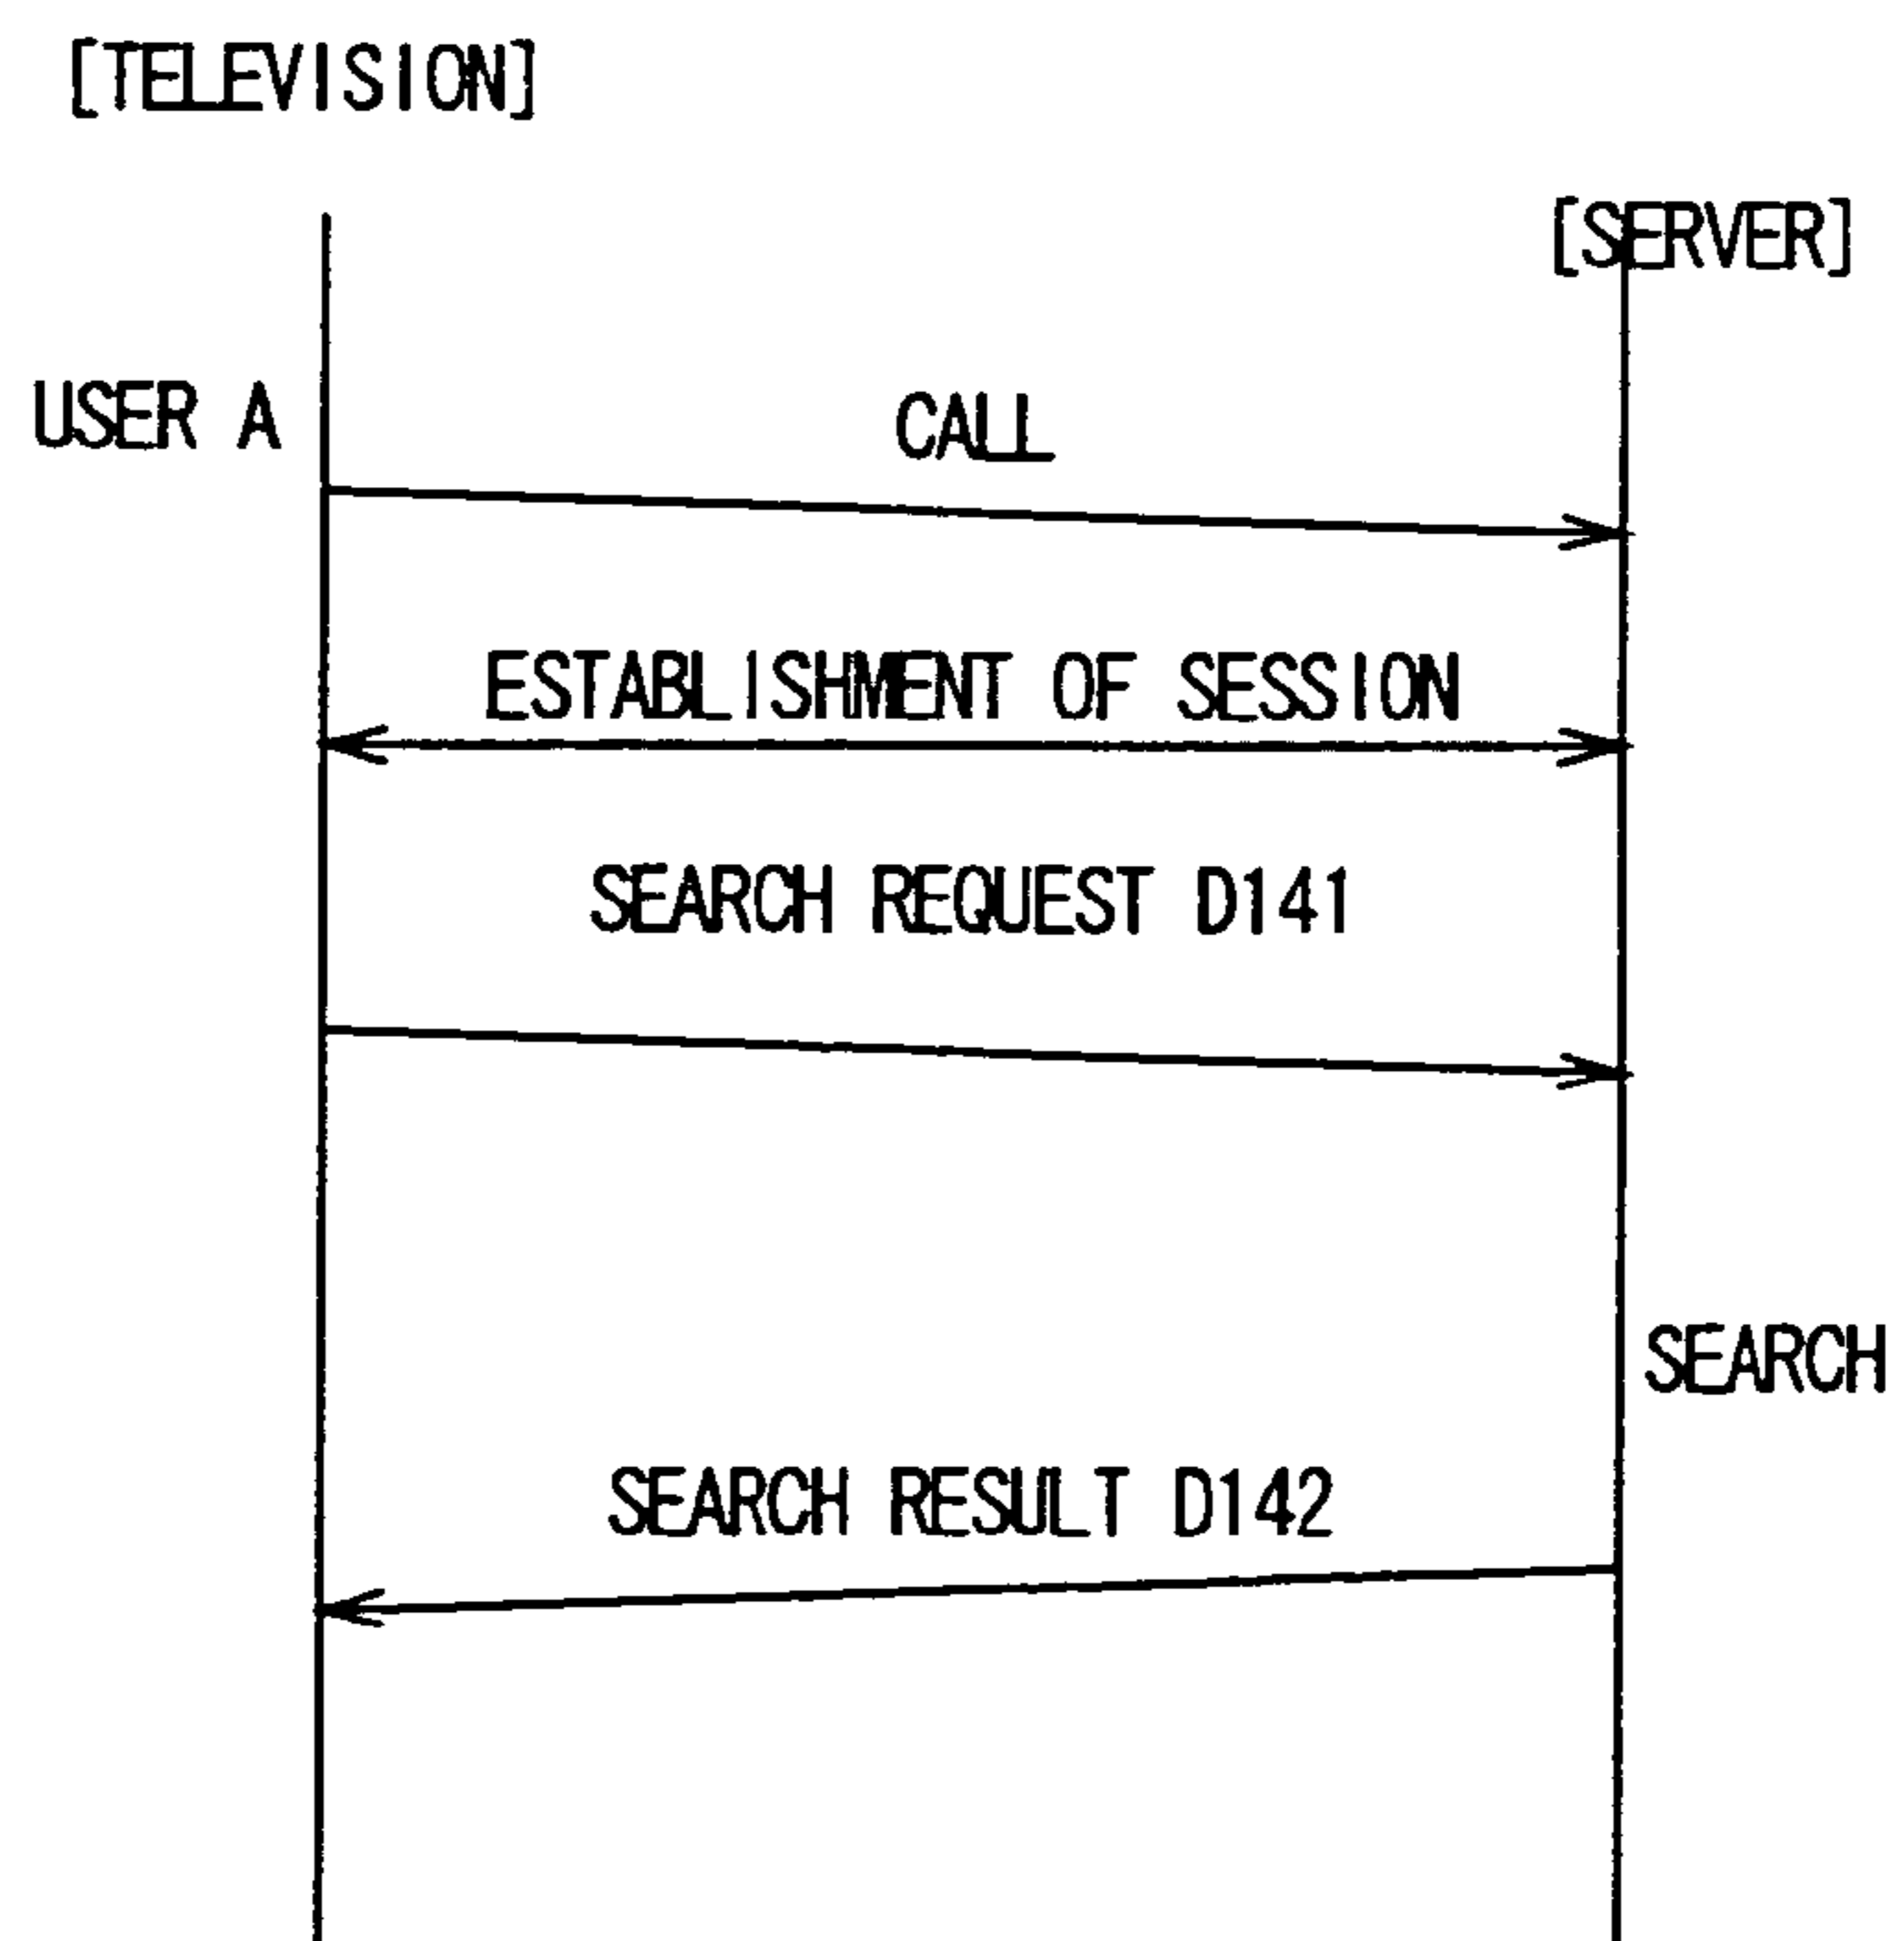 [TELEVISION]
[SERVER]
USER A
CALL
ESTABLISHMENT OF SESSION
SEARCH REQUEST D141
SEARCH
SEARCH RESULT D142